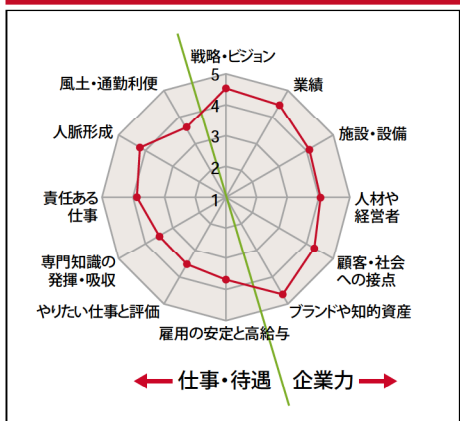 戦略・ビジョン
業績
施設・設備
人材や
経営者
顧客・社会
への接点
ブランドや知的資産
雇用の安定と高給与
やりたい仕事と評価
専門知識の
発揮・吸収
責任ある
仕事
人脈形成
風土・通勤利便
5
4
3
2
1
仕事・待遇 企業力